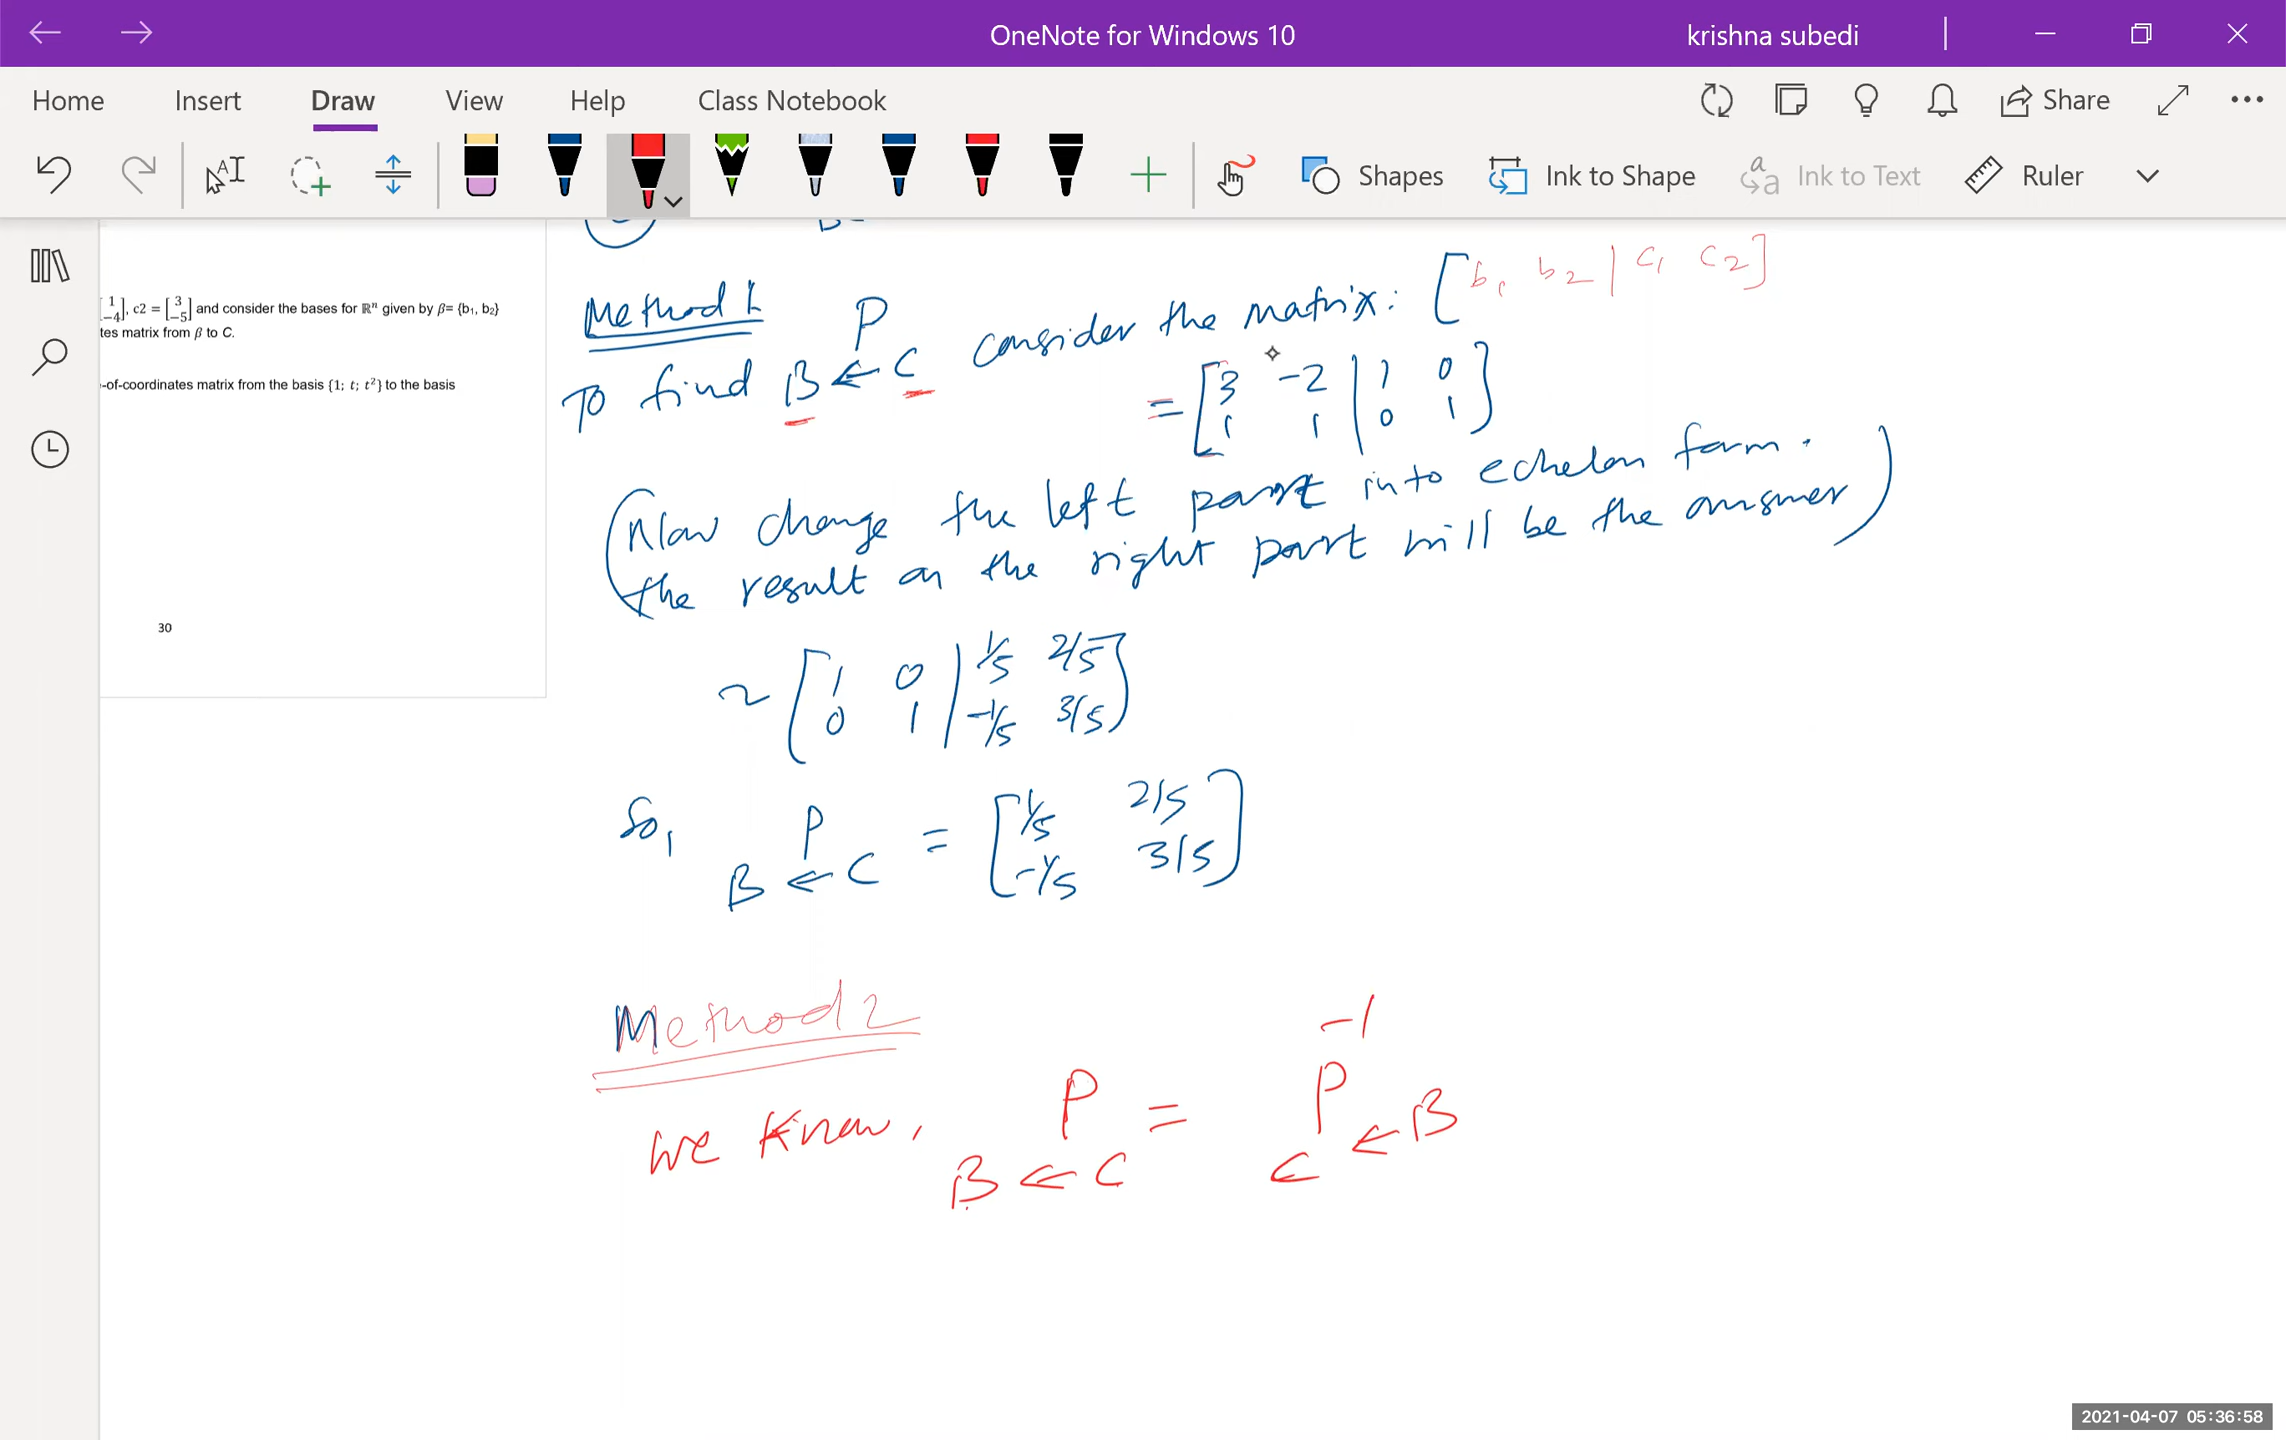 OneNote for Windows 10
krishna subedi
Home Insert Draw View Help Class Notebook
Share
Shapes Ink to Shape Ink to Text Ruler
[1 -4], c2 = [3 -5] and consider the bases for ℝⁿ given by β= {b₁, b₂}
tes matrix from β to C.
-of-coordinates matrix from the basis {1; t; t²} to the basis
30
Method 1
To find P B ← C consider the matrix: [b₁ b₂ | c₁ c₂]
= [3 -2 | 1 0
1 1 | 0 1]
(Now change the left part into echelon form.
the result on the right part will be the answer)
~ [1 0 | 1/5 2/5
0 1 | -1/5 3/5]
So, P B ← C = [1/5 2/5
-1/5 3/5]
Method 2
We know, P B ← C = P⁻¹ C ← B
2021-04-07 05:36:58